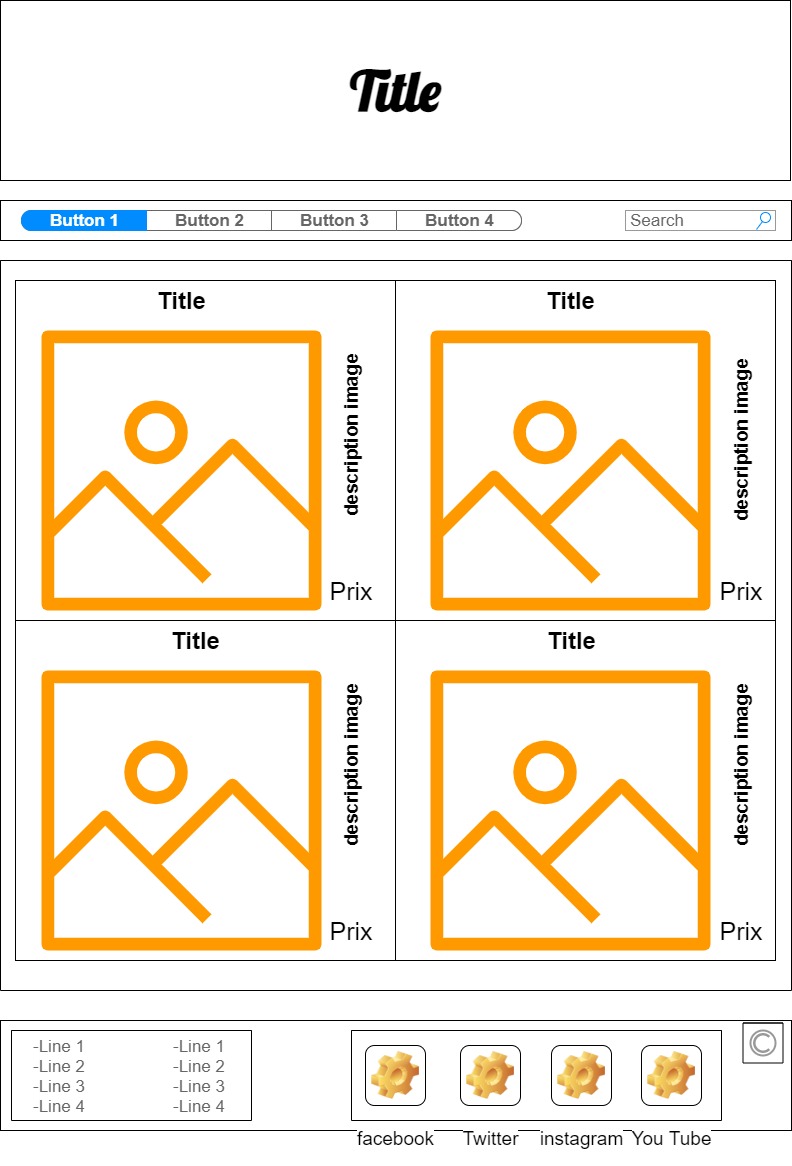 Title
Button 1 Button 2 Button 3 Button 4 Search
Title
description image
Prix
Title
description image
Prix
Title
description image
Prix
Title
description image
Prix
-Line 1
-Line 2
-Line 3
-Line 4
-Line 1
-Line 2
-Line 3
-Line 4
©
facebook Twitter instagram You Tube